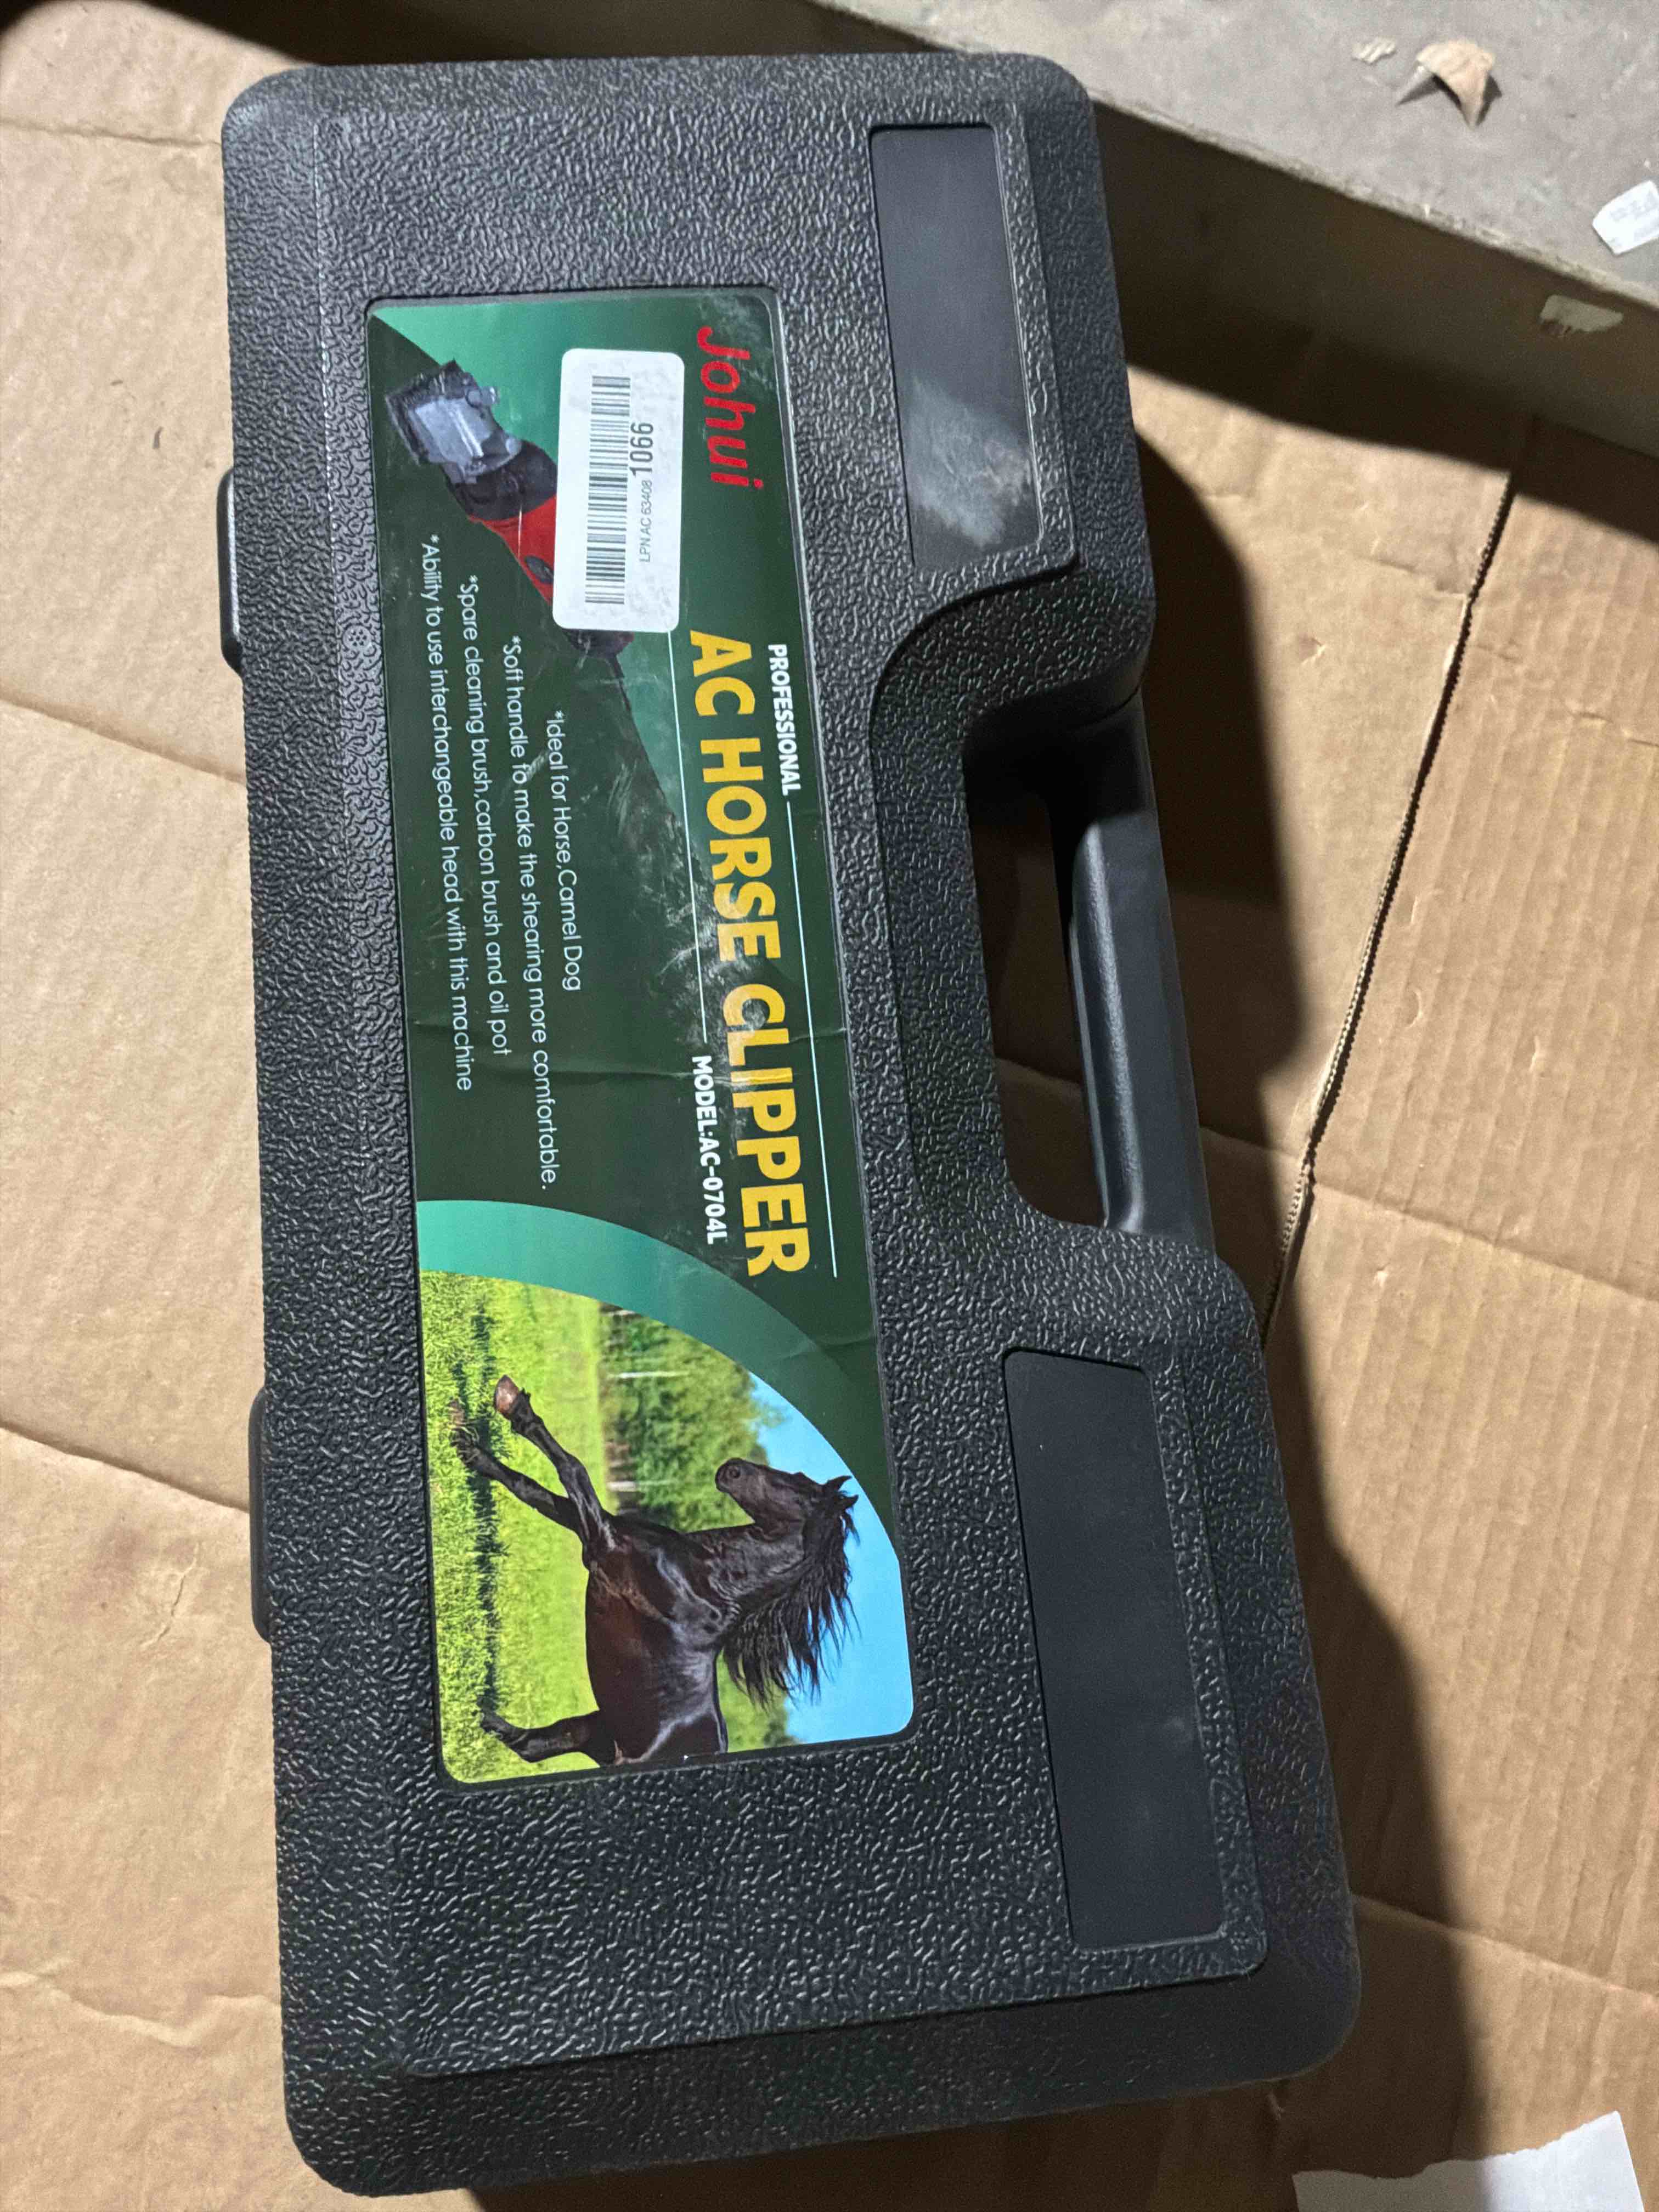 Johui
LPNAC 63408 1066
PROFESSIONAL
AC HORSE CLIPPER
MODEL:AC-0704L
*Ideal for Horse,Camel Dog
*Soft handle to make the shearing more comfortable.
*Spare cleaning brush,carbon brush and oil pot
*Ability to use interchangeable head with this machine